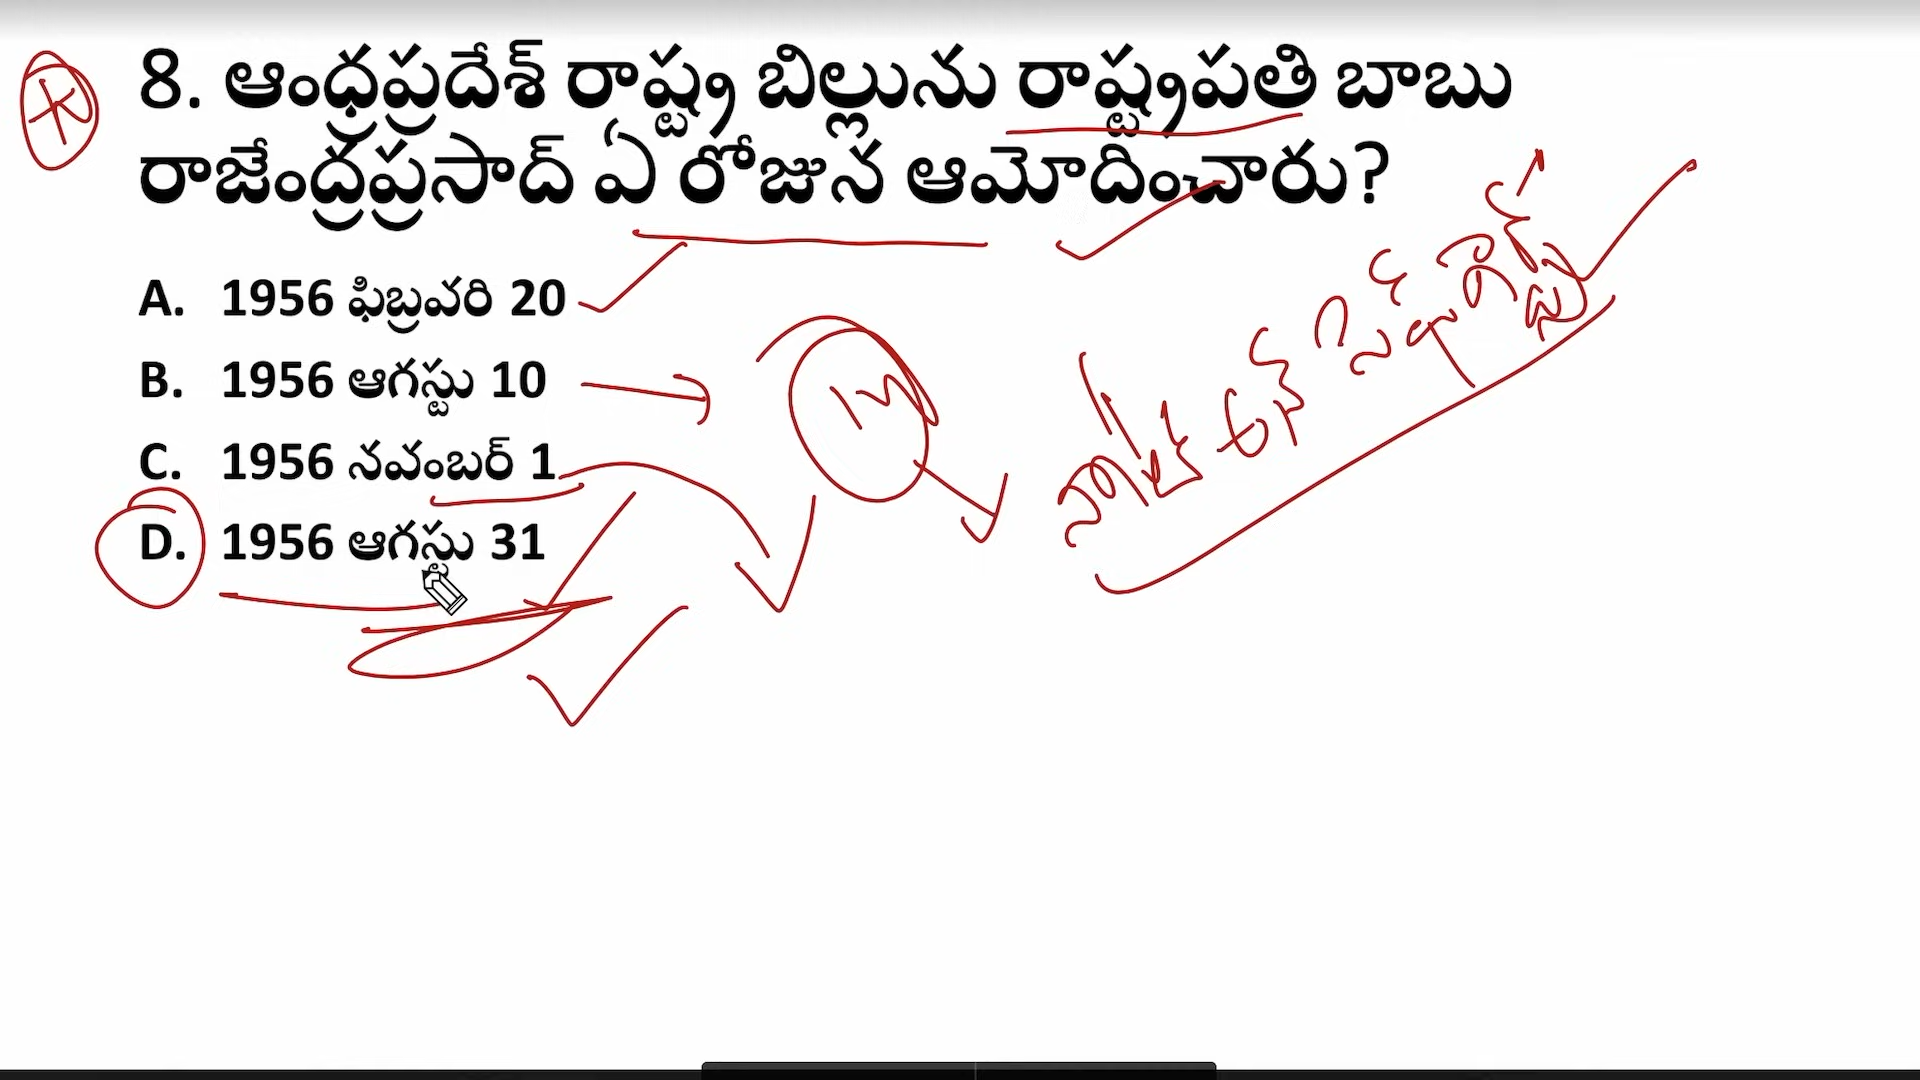 8. ఆంధ్రప్రదేశ్ రాష్ట్ర బిల్లును రాష్ట్రపతి బాబు
రాజేంద్రప్రసాద్ ఏ రోజున ఆమోదించారు?
A. 1956 ఫిబ్రవరి 20
B. 1956 ఆగస్టు 10
C. 1956 నవంబర్ 1
D. 1956 ఆగస్టు 31